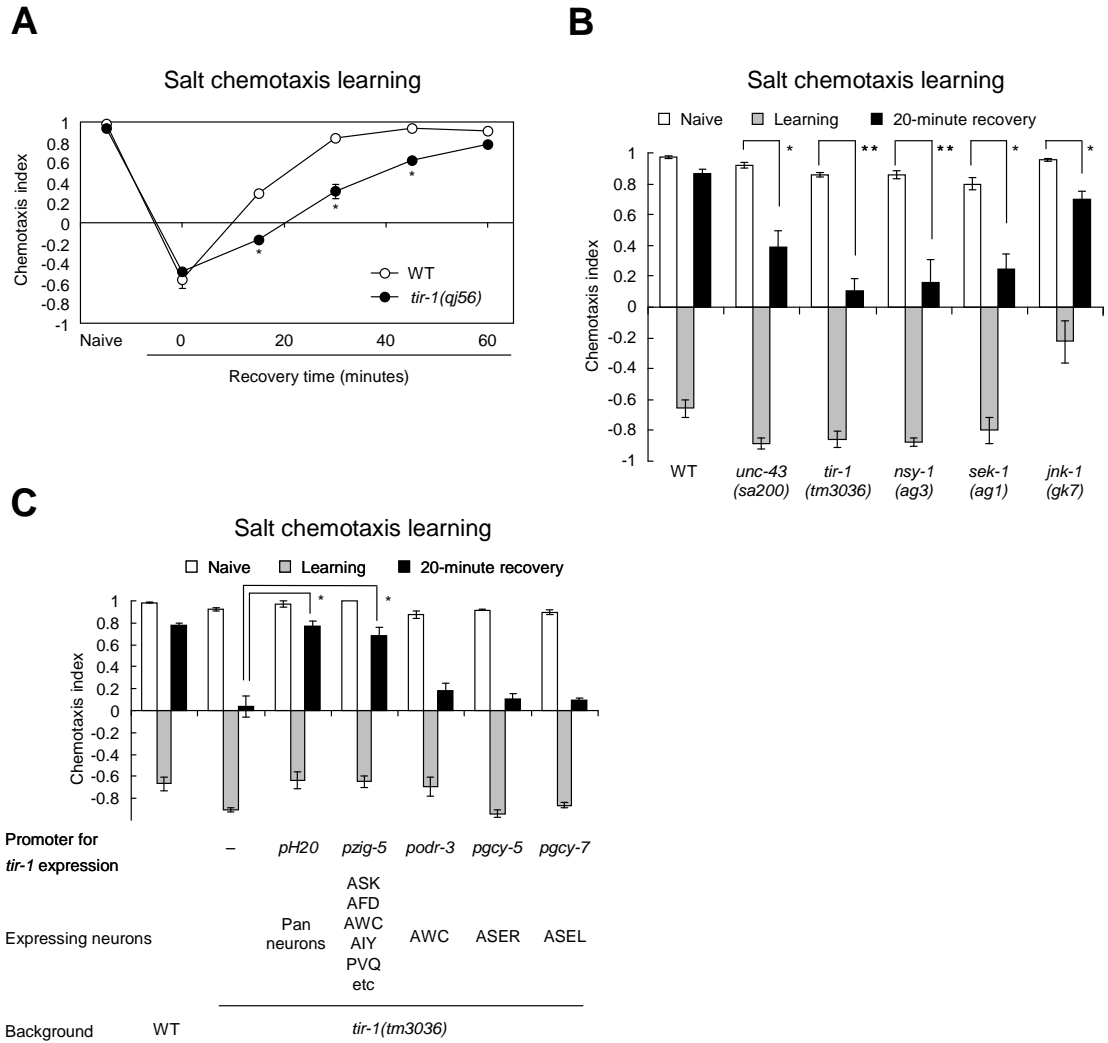 A
Salt chemotaxis learning
Chemotaxis index
1
0.8
0.6
0.4
0.2
0
-0.2
-0.4
-0.6
-0.8
-1
*
*
*
WT
tir-1(qj56)
Naive 0 20 40 60
Recovery time (minutes)
B
Salt chemotaxis learning
Naive Learning 20-minute recovery
* ** ** * *
Chemotaxis index
1
0.8
0.6
0.4
0.2
0
-0.2
-0.4
-0.6
-0.8
-1
WT unc-43 tir-1 nsy-1 sek-1 jnk-1
(sa200) (tm3036) (ag3) (ag1) (gk7)
C
Salt chemotaxis learning
Naive Learning 20-minute recovery
* *
Chemotaxis index
1
0.8
0.6
0.4
0.2
0
-0.2
-0.4
-0.6
-0.8
Promoter for
tir-1 expression
– pH20 pzig-5 podr-3 pgcy-5 pgcy-7
Expressing neurons
Pan
neurons
ASK
AFD
AWC
AIY
PVQ
etc
AWC ASER ASEL
Background WT tir-1(tm3036)